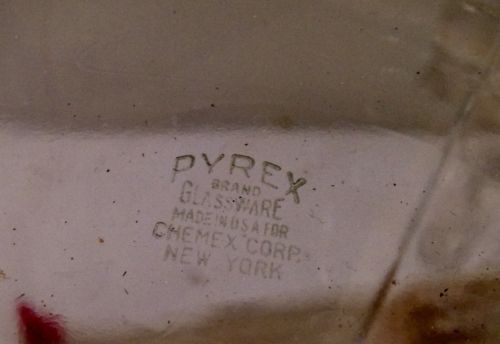 PYREX
BRAND
GLASSWARE
MADE IN U S A FOR
CHEMEX CORP.
NEW YORK